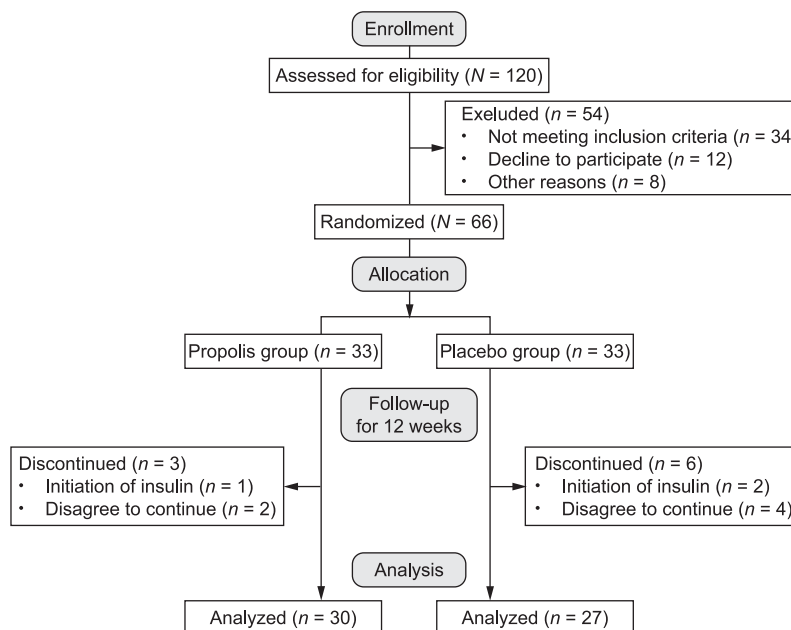 Enrollment
Assessed for eligibility (N = 120)
Exeluded (n = 54)
• Not meeting inclusion criteria (n = 34
• Decline to participate (n = 12)
• Other reasons (n = 8)
Randomized (N = 66)
Allocation
Propolis group (n = 33)
Placebo group (n = 33)
Follow-up
for 12 weeks
Discontinued (n = 3)
• Initiation of insulin (n = 1)
• Disagree to continue (n = 2)
Discontinued (n = 6)
• Initiation of insulin (n = 2)
• Disagree to continue (n = 4)
Analysis
Analyzed (n = 30)
Analyzed (n = 27)